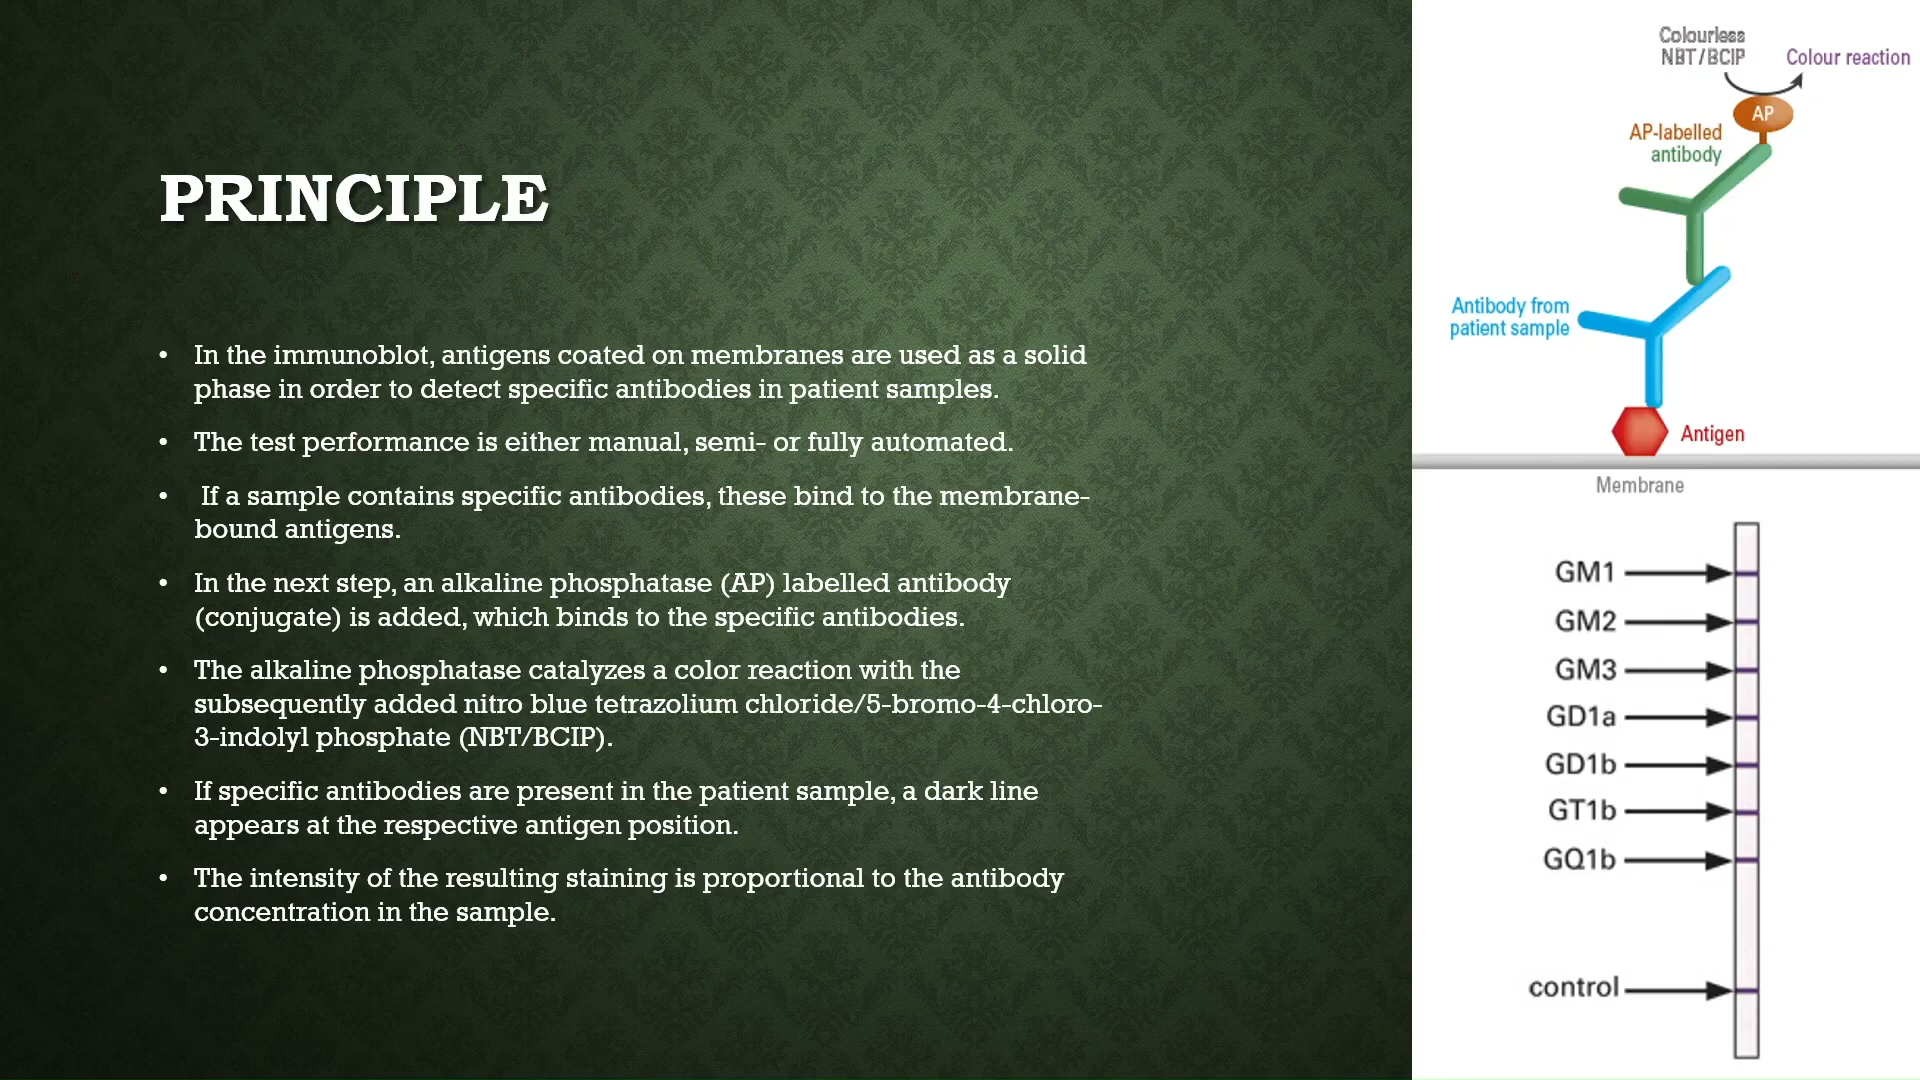 PRINCIPLE
• In the immunoblot, antigens coated on membranes are used as a solid
phase in order to detect specific antibodies in patient samples.
• The test performance is either manual, semi- or fully automated.
• If a sample contains specific antibodies, these bind to the membrane-
bound antigens.
• In the next step, an alkaline phosphatase (AP) labelled antibody
(conjugate) is added, which binds to the specific antibodies.
• The alkaline phosphatase catalyzes a color reaction with the
subsequently added nitro blue tetrazolium chloride/5-bromo-4-chloro-
3-indolyl phosphate (NBT/BCIP).
• If specific antibodies are present in the patient sample, a dark line
appears at the respective antigen position.
• The intensity of the resulting staining is proportional to the antibody
concentration in the sample.
Colourless
NBT/BCIP
Colour reaction
AP
AP-labelled
antibody
Antibody from
patient sample
Antigen
Membrane
GM1
GM2
GM3
GD1a
GD1b
GT1b
GQ1b
control